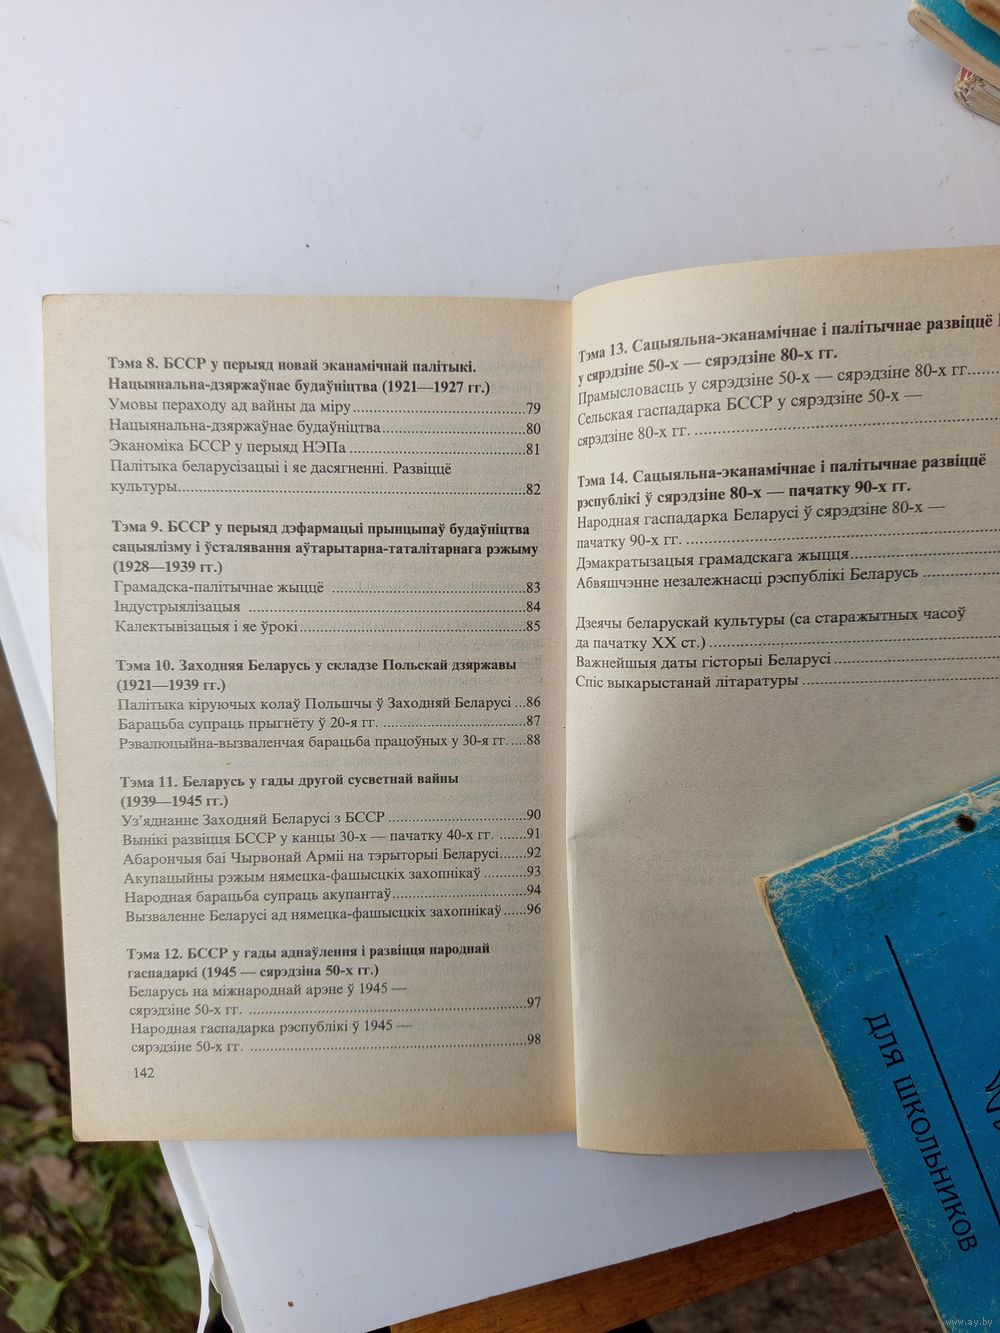 Тэма 8. БССР у перыяд новай эканамічнай палітыкі.
Нацыянальна-дзяржаўнае будаўніцтва (1921—1927 гг.)
Умовы пераходу ад вайны да міру........79
Нацыянальна-дзяржаўнае будаўніцтва........80
Эканоміка БССР у перыяд НЭПа........81
Палітыка беларусізацыі і яе дасягненні. Развіццё
культуры........82
Тэма 9. БССР у перыяд дэфармацыі прынцыпаў будаўніцтва
сацыялізму і ўсталявання аўтарытарна-таталітарнага рэжыму
(1928—1939 гг.)
Грамадска-палітычнае жыццё ........83
Індустрыялізацыя ........84
Калектывізацыя і яе ўрокі........85
Тэма 10. Заходняя Беларусь у складзе Польскай дзяржавы
(1921—1939 гг.)
Палітыка кіруючых колаў Польшчы ў Заходняй Беларусі ...86
Барацьба супраць прыгнёту ў 20-я гг. ........87
Рэвалюцыйна-вызваленчая барацьба працоўных у 30-я гг.....88
Тэма 11. Беларусь у гады другой сусветнай вайны
(1939—1945 гг.)
Уз’яднанне Заходняй Беларусі з БССР ........90
Вынікі развіцця БССР у канцы 30-х — пачатку 40-х гг. .......91
Абарончыя баі Чырвонай Арміі на тэрыторыі Беларусі.......92
Акупацыйны рэжым нямецка-фашысцкіх захопнікаў ........93
Народная барацьба супраць акупантаў........94
Вызваленне Беларусі ад нямецка-фашысцкіх захопнікаў ......96
Тэма 12. БССР у гады аднаўлення і развіцця народнай
гаспадаркі (1945 — сярэдзіна 50-х гг.)
Беларусь на міжнароднай арэне ў 1945 —
сярэдзіне 50-х гг. ........97
Народная гаспадарка рэспублікі ў 1945 —
сярэдзіне 50-х гг. ........98
142
Тэма 13. Сацыяльна-эканамічнае і палітычнае развіццё
у сярэдзіне 50-х — сярэдзіне 80-х гг.
Прамысловасць у сярэдзіне 50-х — сярэдзіне 80-х гг......
Сельская гаспадарка БССР у сярэдзіне 50-х —
сярэдзіне 80-х гг. ........
Тэма 14. Сацыяльна-эканамічнае і палітычнае развіццё
рэспублікі ў сярэдзіне 80-х — пачатку 90-х гг.
Народная гаспадарка Беларусі ў сярэдзіне 80-х —
пачатку 90-х гг. ........
Дэмакратызацыя грамадскага жыцця........
Абвяшчэнне незалежнасці рэспублікі Беларусь ........
Дзеячы беларускай культуры (са старажытных часоў
да пачатку XX ст.)........
Важнейшыя даты гісторыі Беларусі........
Спіс выкарыстанай літаратуры ........
ДЛЯ ШКОЛЬНИКОВ
www.ay.by